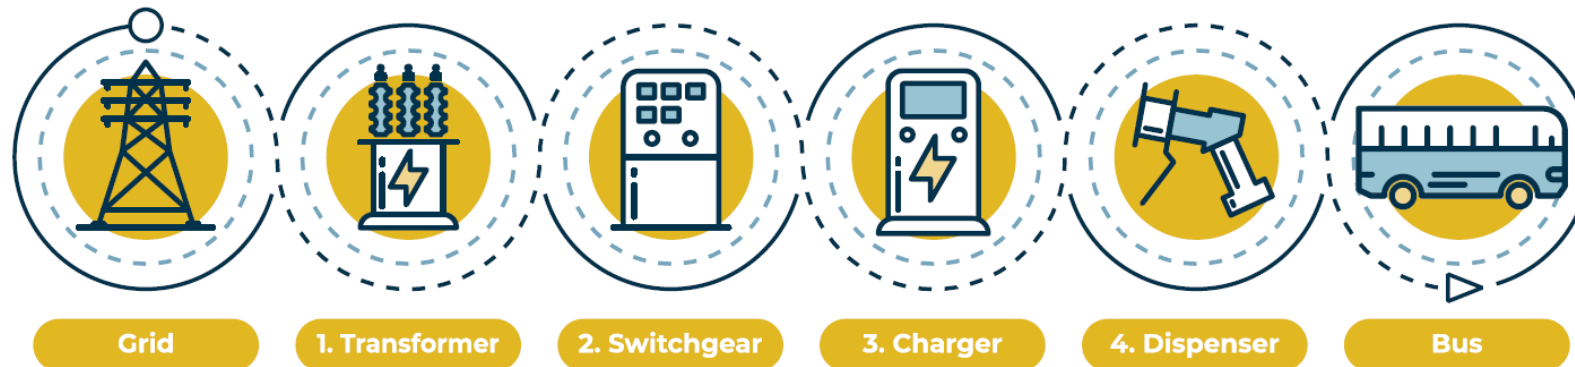 Grid
1. Transformer
2. Switchgear
3. Charger
4. Dispenser
Bus